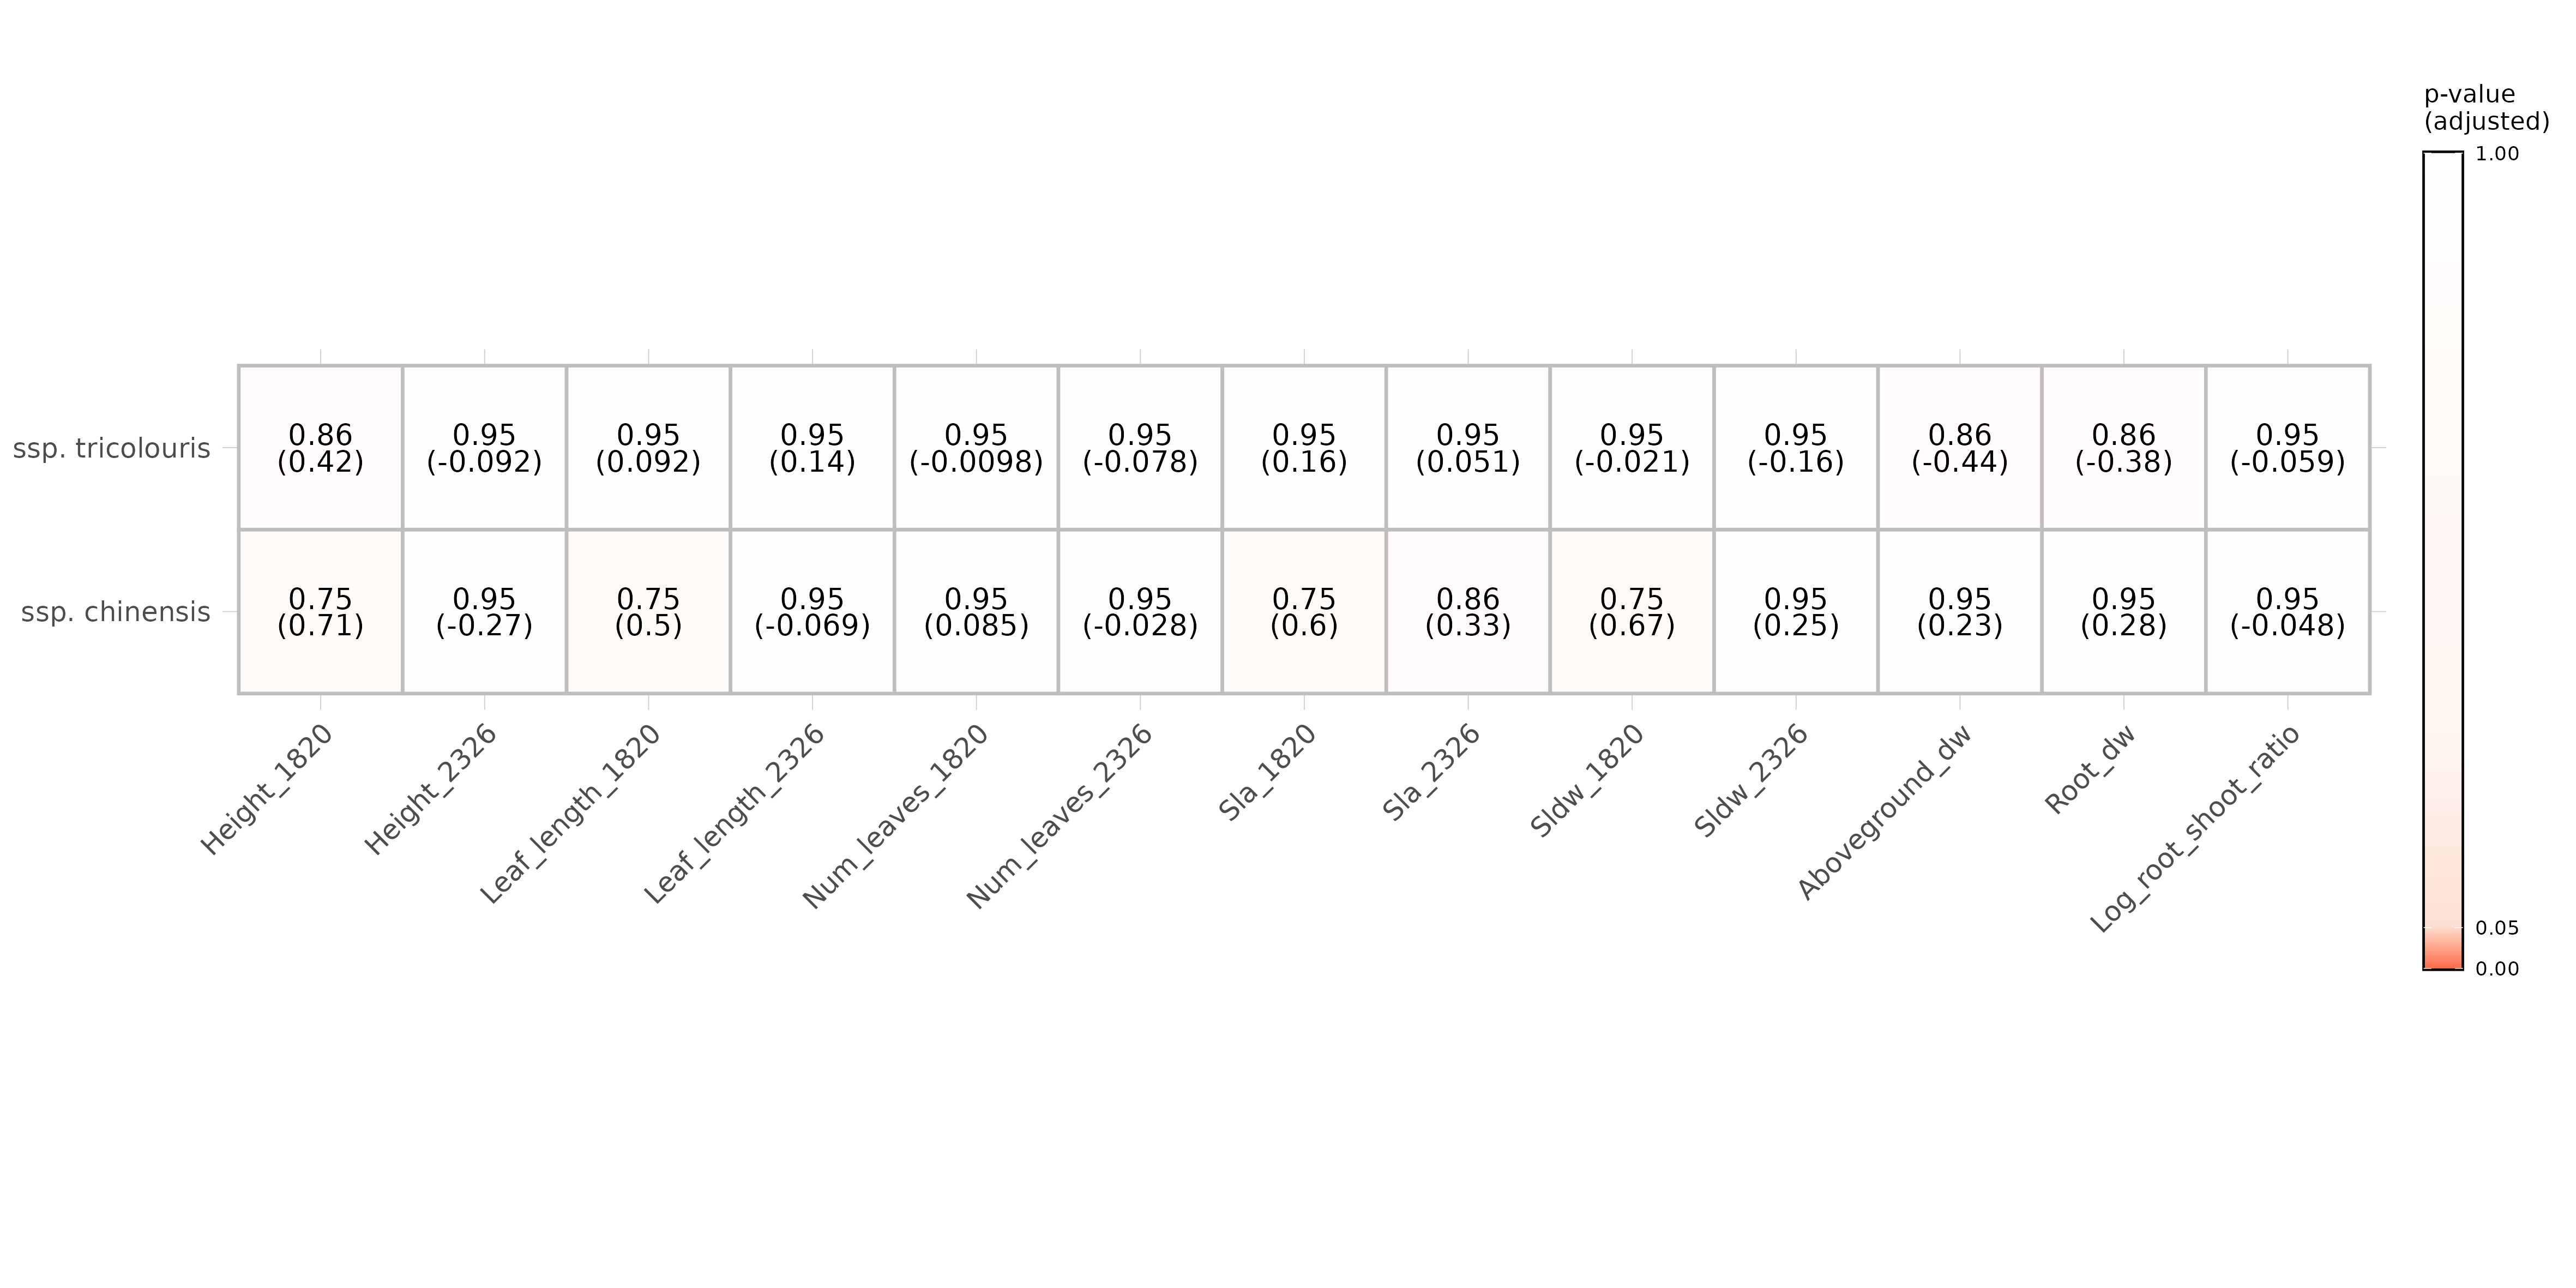 p-value
(adjusted)
1.00
0.05
0.00
ssp. tricolouris
0.86 0.95 0.95 0.95 0.95 0.95 0.95 0.95 0.95 0.95 0.86 0.86 0.95
(0.42) (-0.092) (0.092) (0.14) (-0.0098) (-0.078) (0.16) (0.051) (-0.021) (-0.16) (-0.44) (-0.38) (-0.059)
ssp. chinensis
0.75 0.95 0.75 0.95 0.95 0.95 0.75 0.86 0.75 0.95 0.95 0.95 0.95
(0.71) (-0.27) (0.5) (-0.069) (0.085) (-0.028) (0.6) (0.33) (0.67) (0.25) (0.23) (0.28) (-0.048)
Height_1820
Height_2326
Leaf_length_1820
Leaf_length_2326
Num_leaves_1820
Num_leaves_2326
Sla_1820
Sla_2326
Sldw_1820
Sldw_2326
Aboveground_dw
Root_dw
Log_root_shoot_ratio